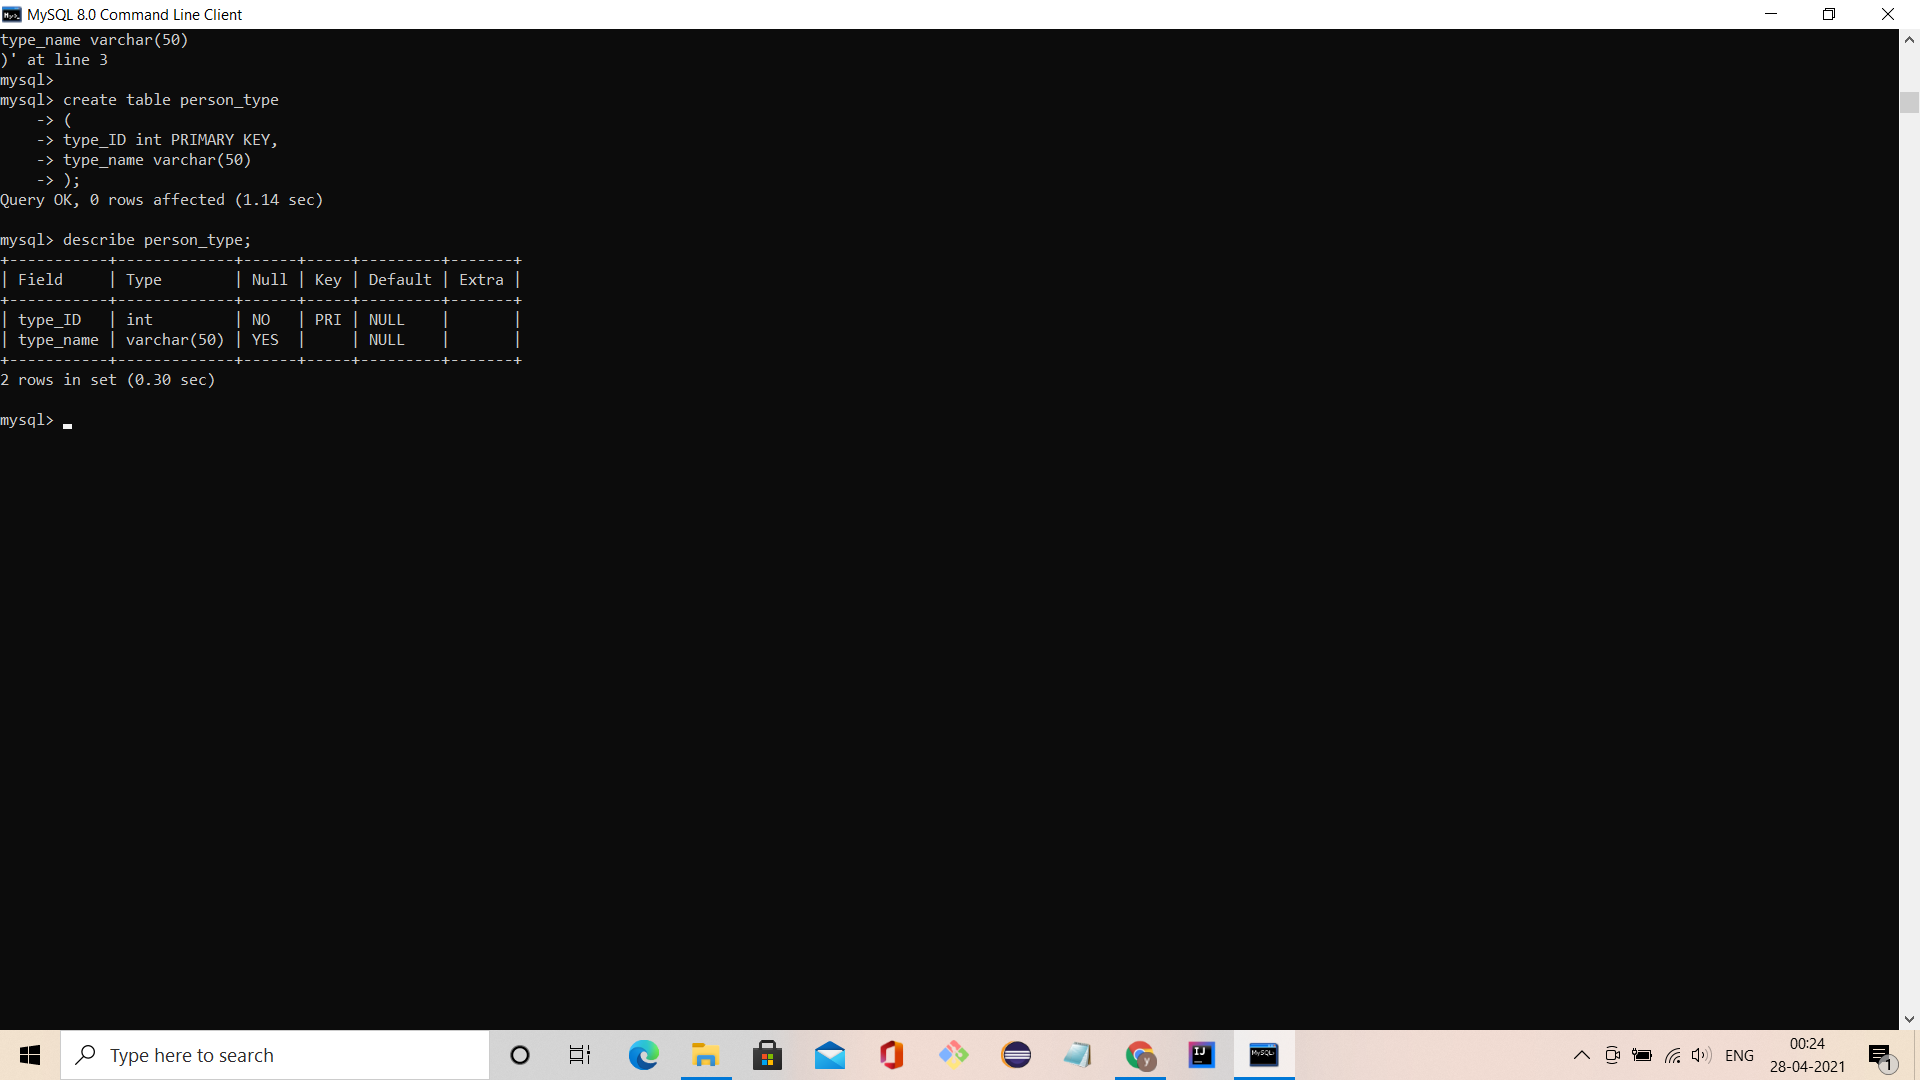 MySQL 8.0 Command Line Client
type_name varchar(50)
)' at line 3
mysql>
mysql> create table person_type
    -> (
    -> type_ID int PRIMARY KEY,
    -> type_name varchar(50)
    -> );
Query OK, 0 rows affected (1.14 sec)
mysql> describe person_type;
+-----------+-------------+------+-----+---------+-------+
| Field     | Type        | Null | Key | Default | Extra |
+-----------+-------------+------+-----+---------+-------+
| type_ID   | int         | NO   | PRI | NULL    |       |
| type_name | varchar(50) | YES  |     | NULL    |       |
+-----------+-------------+------+-----+---------+-------+
2 rows in set (0.30 sec)
mysql>
Type here to search
y
IJ
MySQL
ENG
00:24
28-04-2021
1